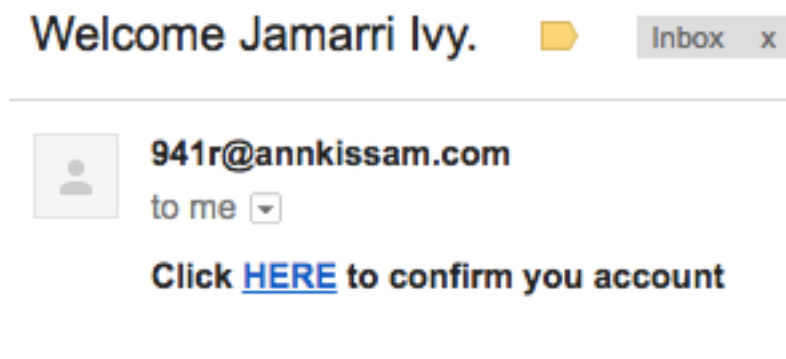 Welcome Jamarri Ivy. Inbox x
941r@annkissam.com
to me
Click HERE to confirm you account